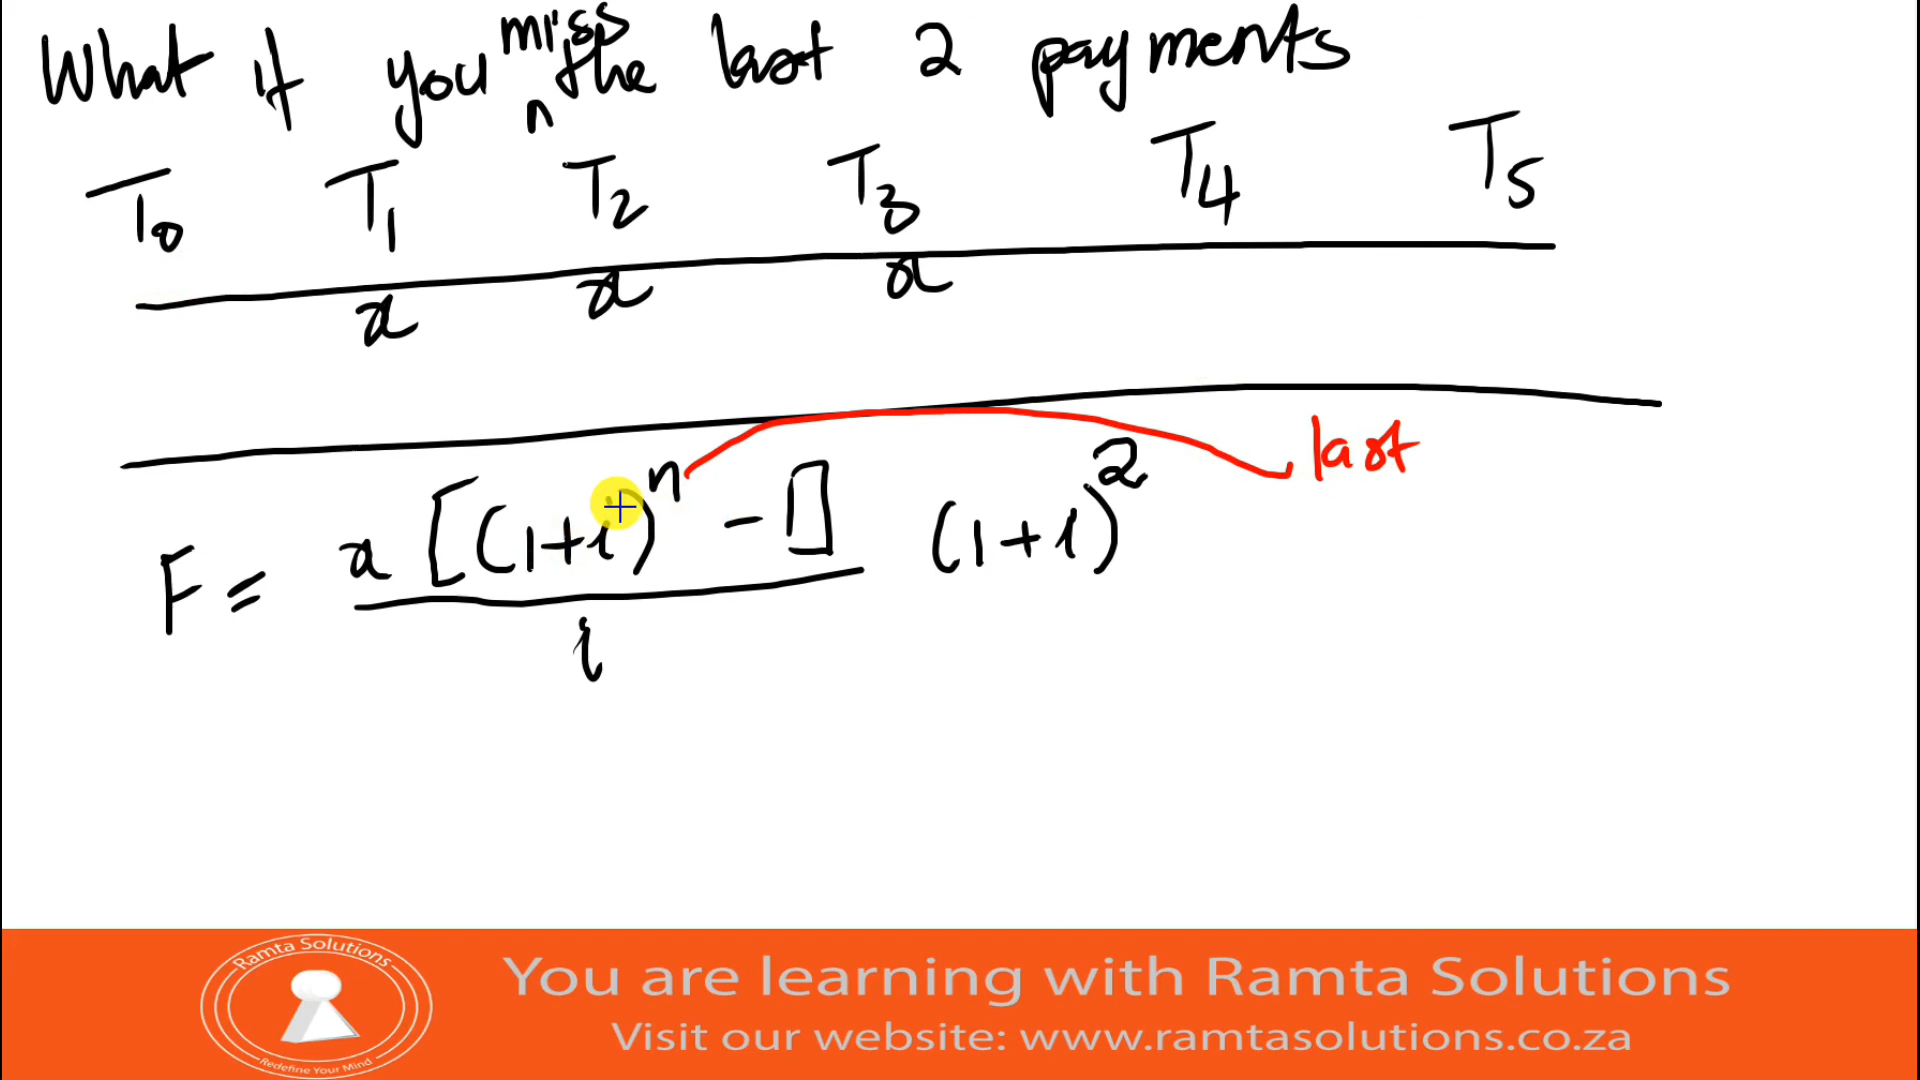 What if you miss the last 2 payments
n
T0 T1 T2 T3 T4 T5
x x x
F = x[(1+i)^n - 1] / i (1+i)^2
last
Ramta Solutions
Redefine Your Mind
You are learning with Ramta Solutions
Visit our website: www.ramtasolutions.co.za